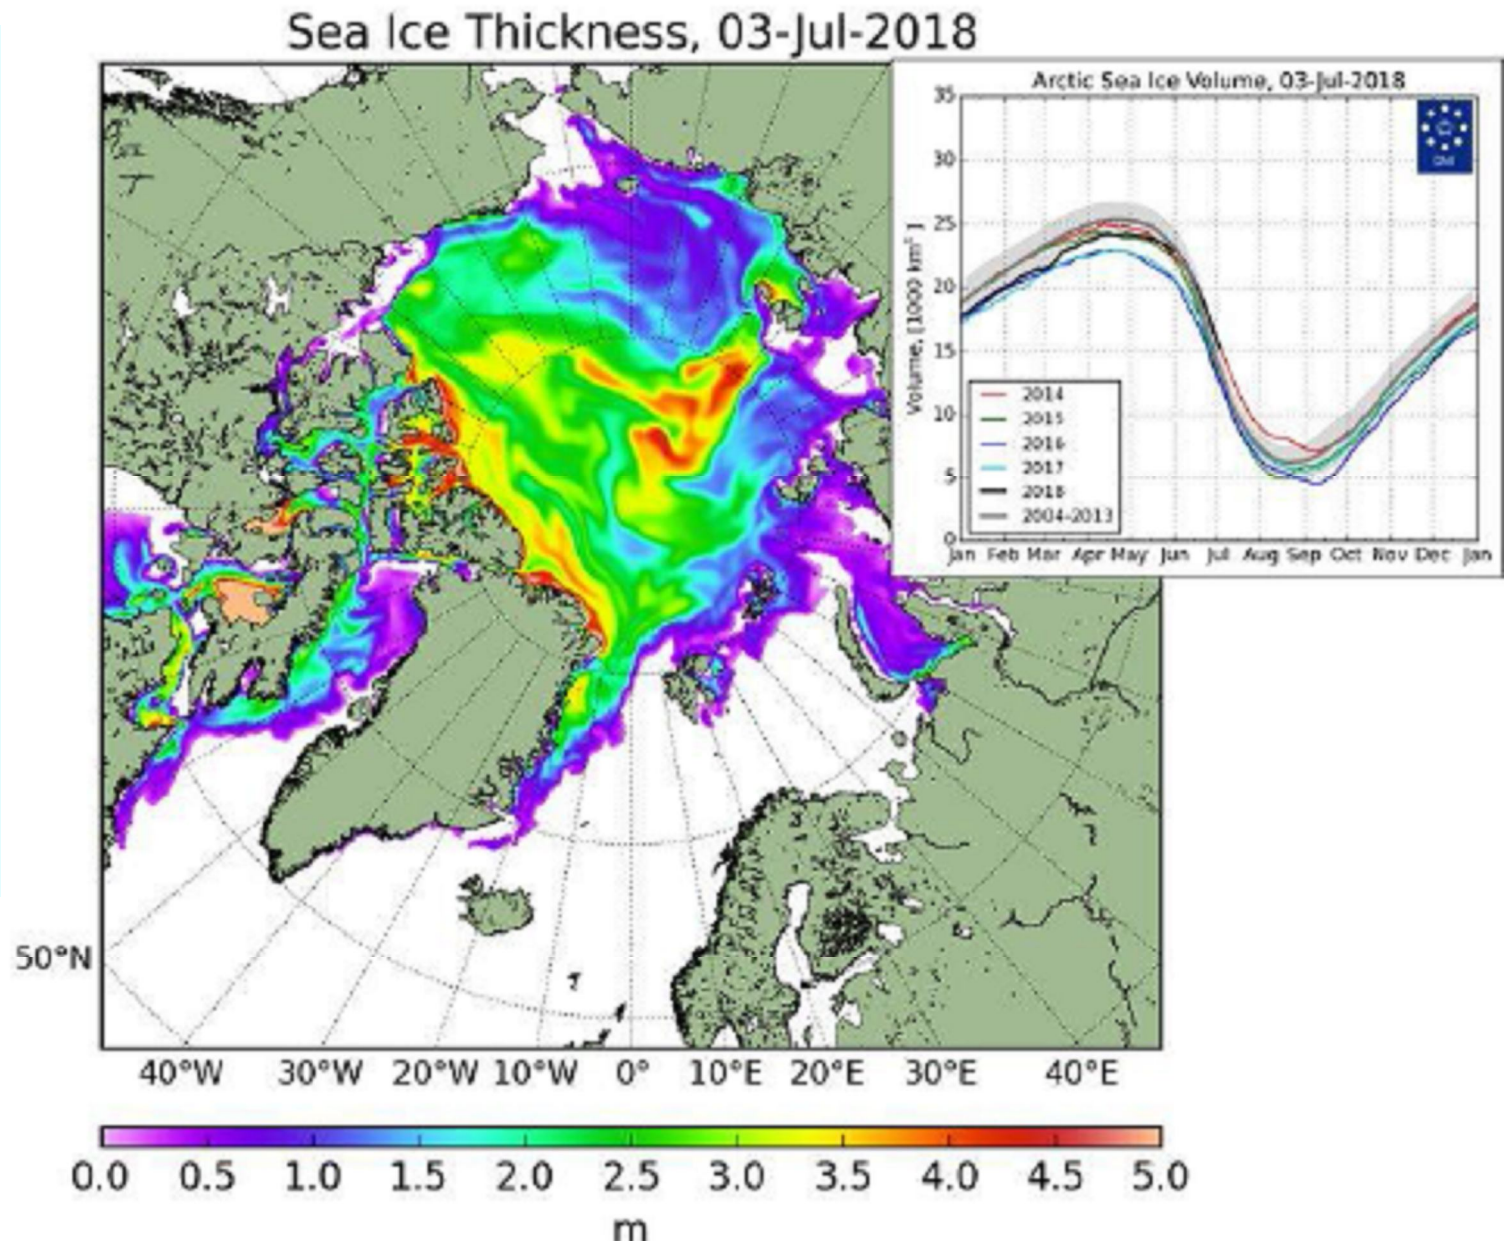 Sea Ice Thickness, 03-Jul-2018
Arctic Sea Ice Volume, 03-Jul-2018
35
30
25
20
15
10
5
0
Volume, [1000 km³ ]
DMI
2014
2015
2016
2017
2018
2004-2013
Jan Feb Mar Apr May Jun Jul Aug Sep Oct Nov Dec Jan
50°N
40°W 30°W 20°W 10°W 0° 10°E 20°E 30°E 40°E
0.0 0.5 1.0 1.5 2.0 2.5 3.0 3.5 4.0 4.5 5.0
m